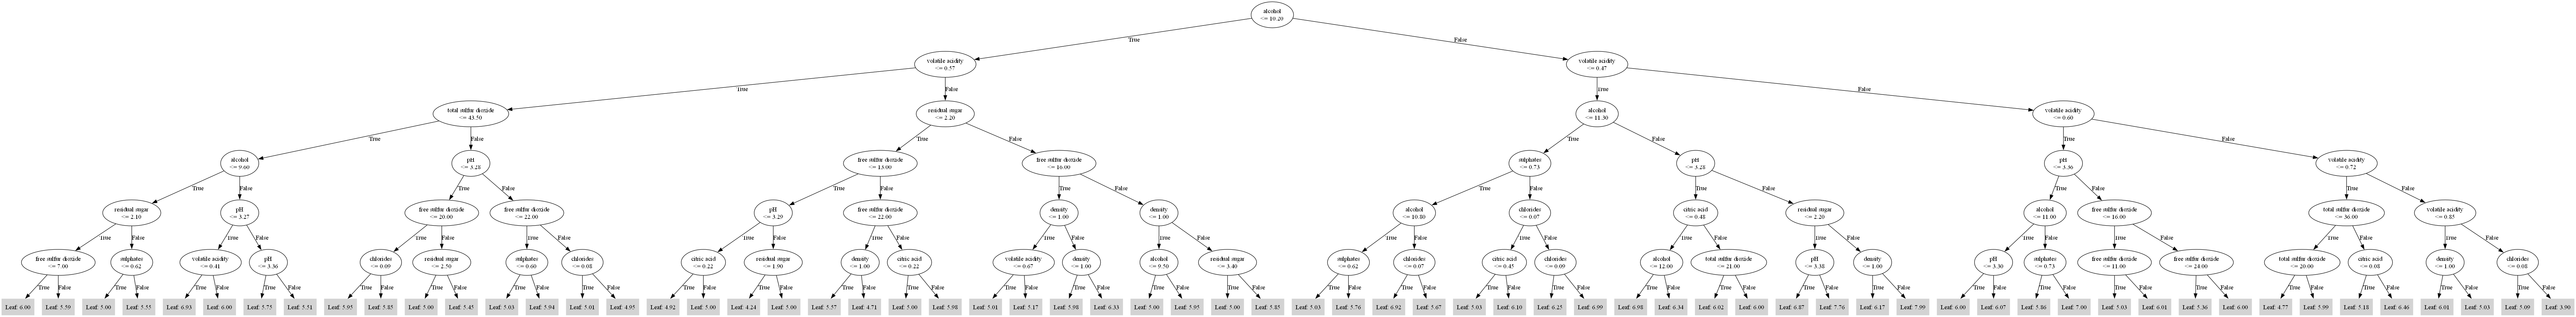 alcohol
<= 10.20
True
False
volatile acidity
<= 0.57
volatile acidity
<= 0.47
True
False
True
False
total sulfur dioxide
<= 43.50
residual sugar
<= 2.20
alcohol
<= 11.30
volatile acidity
<= 0.60
True
False
True
False
True
False
True
False
alcohol
<= 9.60
pH
<= 3.28
free sulfur dioxide
<= 13.00
free sulfur dioxide
<= 16.00
sulphates
<= 0.73
pH
<= 3.28
pH
<= 3.36
volatile acidity
<= 0.72
True
False
True
False
True
False
True
False
True
False
True
False
True
False
True
False
residual sugar
<= 2.10
pH
<= 3.27
free sulfur dioxide
<= 20.00
free sulfur dioxide
<= 22.00
pH
<= 3.29
free sulfur dioxide
<= 22.00
density
<= 1.00
density
<= 1.00
alcohol
<= 10.80
chlorides
<= 0.07
citric acid
<= 0.48
residual sugar
<= 2.20
alcohol
<= 11.00
free sulfur dioxide
<= 16.00
total sulfur dioxide
<= 36.00
volatile acidity
<= 0.85
True
False
True
False
True
False
True
False
True
False
True
False
True
False
True
False
True
False
True
False
True
False
True
False
True
False
True
False
True
False
True
False
free sulfur dioxide
<= 7.00
sulphates
<= 0.62
volatile acidity
<= 0.41
pH
<= 3.36
chlorides
<= 0.09
residual sugar
<= 2.50
sulphates
<= 0.60
chlorides
<= 0.08
citric acid
<= 0.22
residual sugar
<= 1.90
density
<= 1.00
citric acid
<= 0.22
volatile acidity
<= 0.67
density
<= 1.00
alcohol
<= 9.50
residual sugar
<= 3.40
sulphates
<= 0.62
chlorides
<= 0.07
citric acid
<= 0.45
chlorides
<= 0.09
alcohol
<= 12.00
total sulfur dioxide
<= 21.00
pH
<= 3.38
density
<= 1.00
pH
<= 3.30
sulphates
<= 0.73
free sulfur dioxide
<= 11.00
free sulfur dioxide
<= 24.00
total sulfur dioxide
<= 20.00
citric acid
<= 0.08
density
<= 1.00
chlorides
<= 0.08
True
False
True
False
True
False
True
False
True
False
True
False
True
False
True
False
True
False
True
False
True
False
True
False
True
False
True
False
True
False
True
False
True
False
True
False
True
False
True
False
True
False
True
False
True
False
True
False
True
False
True
False
True
False
True
False
True
False
True
False
True
False
True
False
Leaf: 6.00
Leaf: 5.59
Leaf: 5.00
Leaf: 5.55
Leaf: 6.93
Leaf: 6.00
Leaf: 5.75
Leaf: 5.51
Leaf: 5.95
Leaf: 5.85
Leaf: 5.00
Leaf: 5.45
Leaf: 5.03
Leaf: 5.94
Leaf: 5.01
Leaf: 4.95
Leaf: 4.92
Leaf: 5.00
Leaf: 4.24
Leaf: 5.00
Leaf: 5.57
Leaf: 4.71
Leaf: 5.00
Leaf: 5.98
Leaf: 5.01
Leaf: 5.17
Leaf: 5.98
Leaf: 6.33
Leaf: 5.00
Leaf: 5.95
Leaf: 5.00
Leaf: 5.85
Leaf: 5.03
Leaf: 5.76
Leaf: 6.92
Leaf: 5.67
Leaf: 5.03
Leaf: 6.10
Leaf: 6.25
Leaf: 6.99
Leaf: 6.98
Leaf: 6.34
Leaf: 6.02
Leaf: 6.00
Leaf: 6.87
Leaf: 7.76
Leaf: 6.17
Leaf: 7.99
Leaf: 6.00
Leaf: 6.07
Leaf: 5.86
Leaf: 7.00
Leaf: 5.03
Leaf: 6.01
Leaf: 5.36
Leaf: 6.00
Leaf: 4.77
Leaf: 5.99
Leaf: 5.18
Leaf: 6.46
Leaf: 6.01
Leaf: 5.03
Leaf: 5.09
Leaf: 3.90